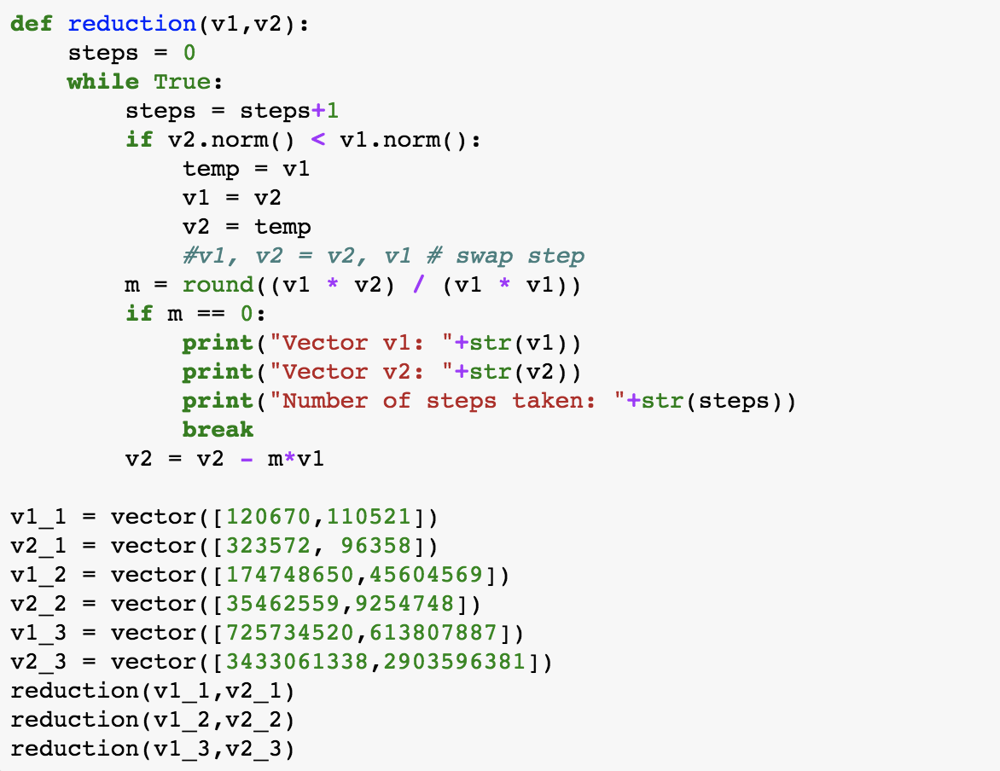 def reduction(v1,v2):
    steps = 0
    while True:
        steps = steps+1
        if v2.norm() < v1.norm():
            temp = v1
            v1 = v2
            v2 = temp
            #v1, v2 = v2, v1 # swap step
        m = round((v1 * v2) / (v1 * v1))
        if m == 0:
            print("Vector v1: "+str(v1))
            print("Vector v2: "+str(v2))
            print("Number of steps taken: "+str(steps))
            break
        v2 = v2 - m*v1

v1_1 = vector([120670,110521])
v2_1 = vector([323572, 96358])
v1_2 = vector([174748650,45604569])
v2_2 = vector([35462559,9254748])
v1_3 = vector([725734520,613807887])
v2_3 = vector([3433061338,2903596381])
reduction(v1_1,v2_1)
reduction(v1_2,v2_2)
reduction(v1_3,v2_3)